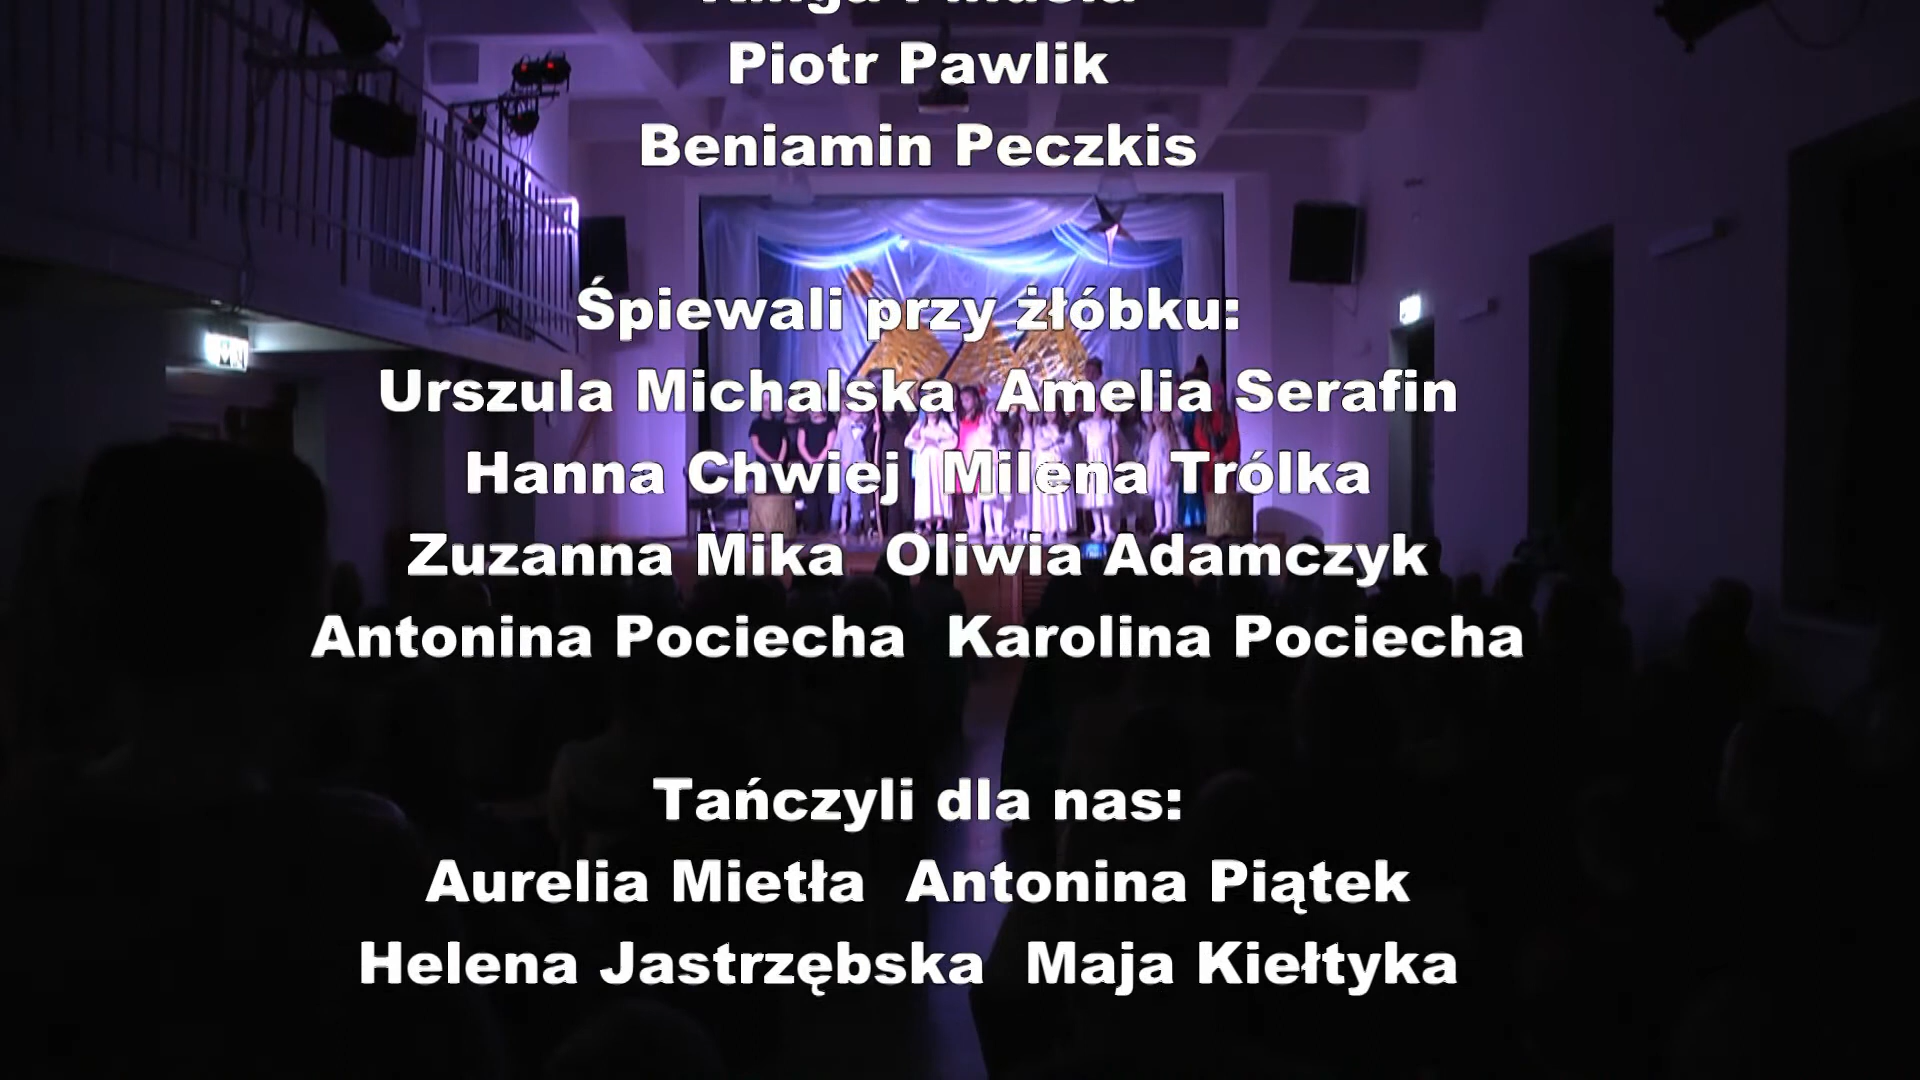 Piotr Pawlik
Beniamin Peczkis
Śpiewali przy żłóbku:
Urszula Michalska Amelia Serafin
Hanna Chwiej Milena Trólka
Zuzanna Mika Oliwia Adamczyk
Antonina Pociecha Karolina Pociecha
Tańczyli dla nas:
Aurelia Mietła Antonina Piątek
Helena Jastrzębska Maja Kiełtyka